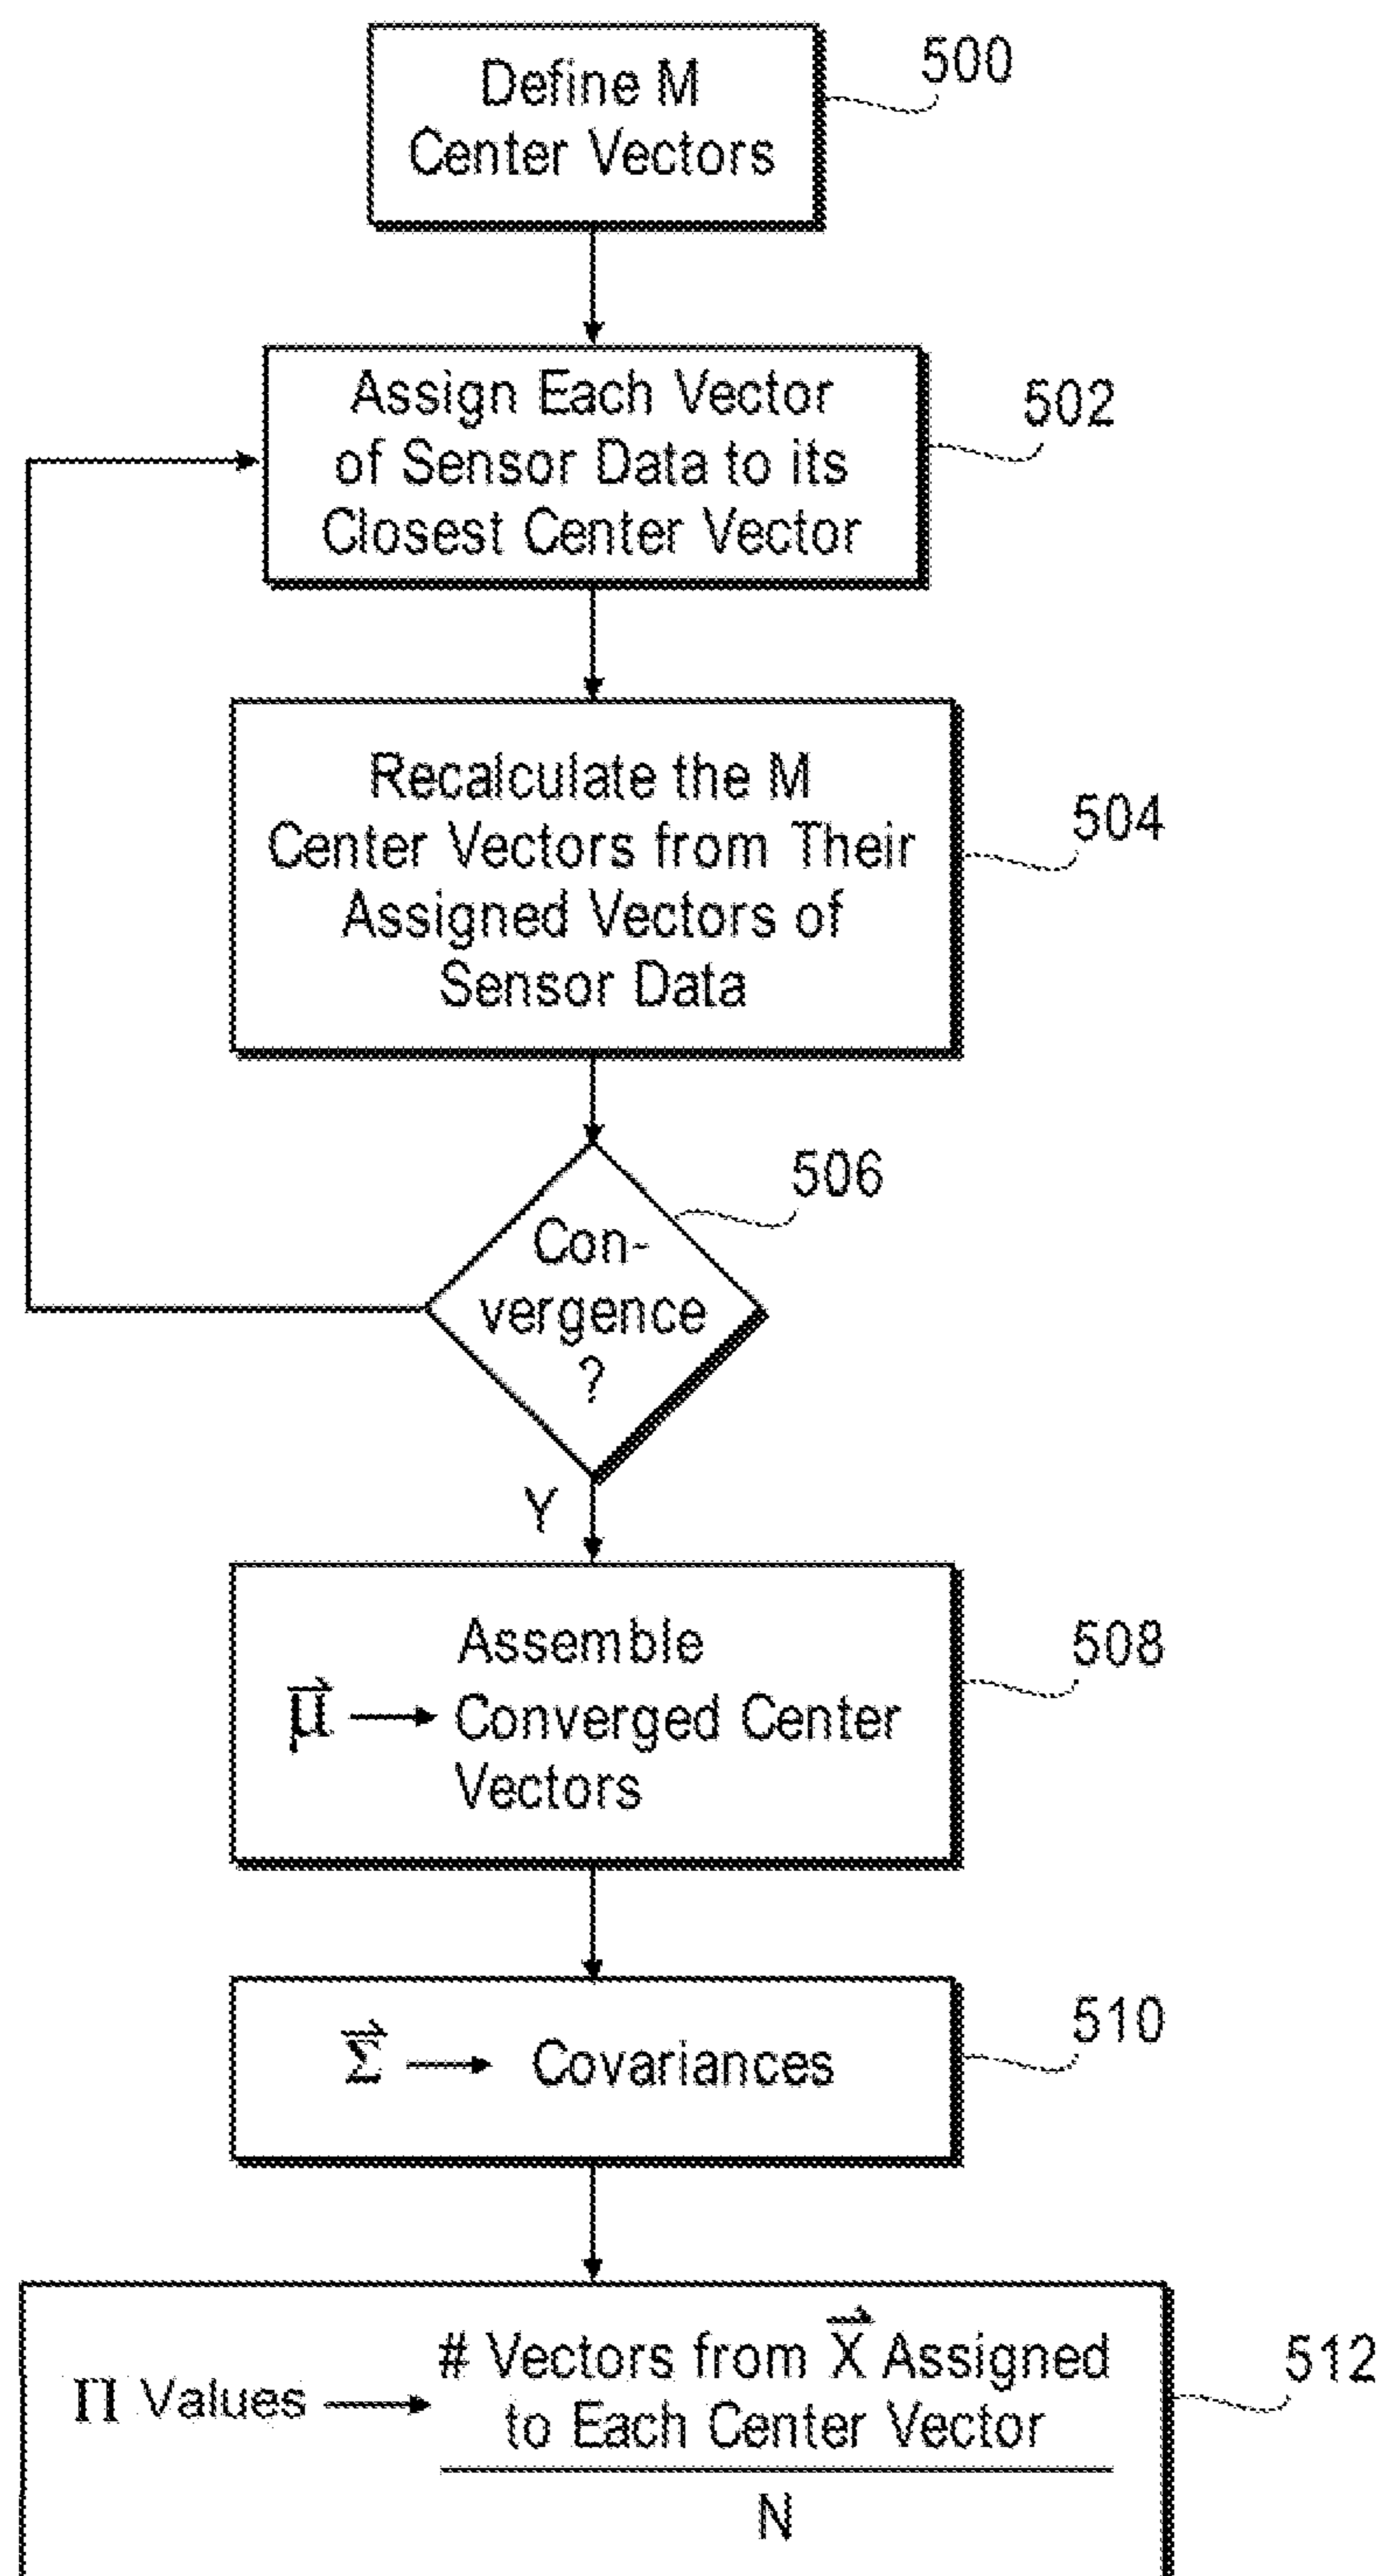 Define M
Center Vectors
500
Assign Each Vector
of Sensor Data to its
Closest Center Vector
502
Recalculate the M
Center Vectors from Their
Assigned Vectors of
Sensor Data
504
Con-
vergence
?
506
Y
Assemble
μ⃗ → Converged Center
Vectors
508
Σ⃗ → Covariances
510
# Vectors from X⃗ Assigned
Π Values → to Each Center Vector
N
512